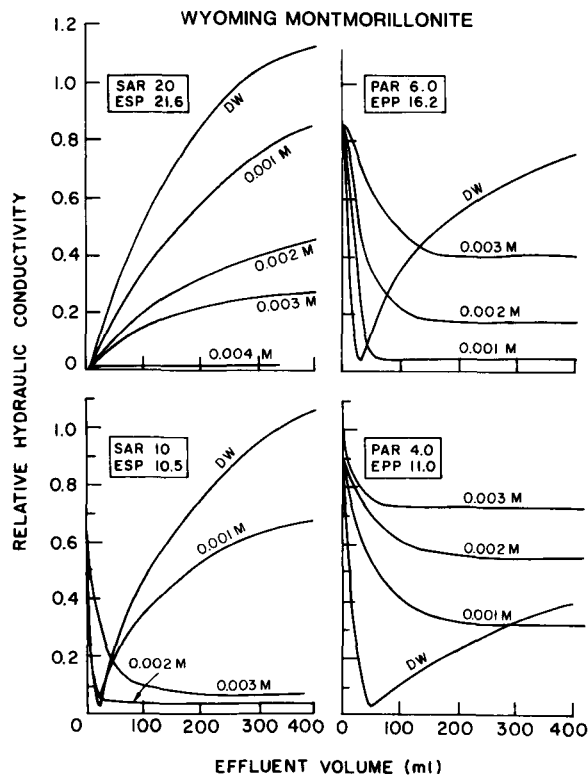 WYOMING MONTMORILLONITE
RELATIVE HYDRAULIC CONDUCTIVITY
1.2
1.0
0.8
0.6
0.4
0.2
0
SAR 20
ESP 21.6
DW
0.001 M
0.002 M
0.003 M
0.004 M
PAR 6.0
EPP 16.2
DW
0.003 M
0.002 M
0.001 M
1.0
0.8
0.6
0.4
0.2
SAR 10
ESP 10.5
DW
0.001 M
0.002 M
0.003 M
0 100 200 300 400
PAR 4.0
EPP 11.0
0.003 M
0.002 M
0.001 M
DW
0 100 200 300 400
EFFLUENT VOLUME (ml)